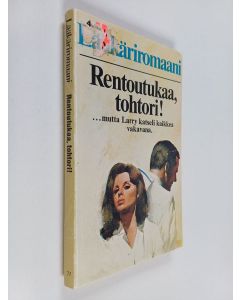 Lääkäriromaani
Rentoutukaa, tohtori!
Rentoutukaa,
tohtori!
...mutta Larry katseli kaikkea
vakavana.